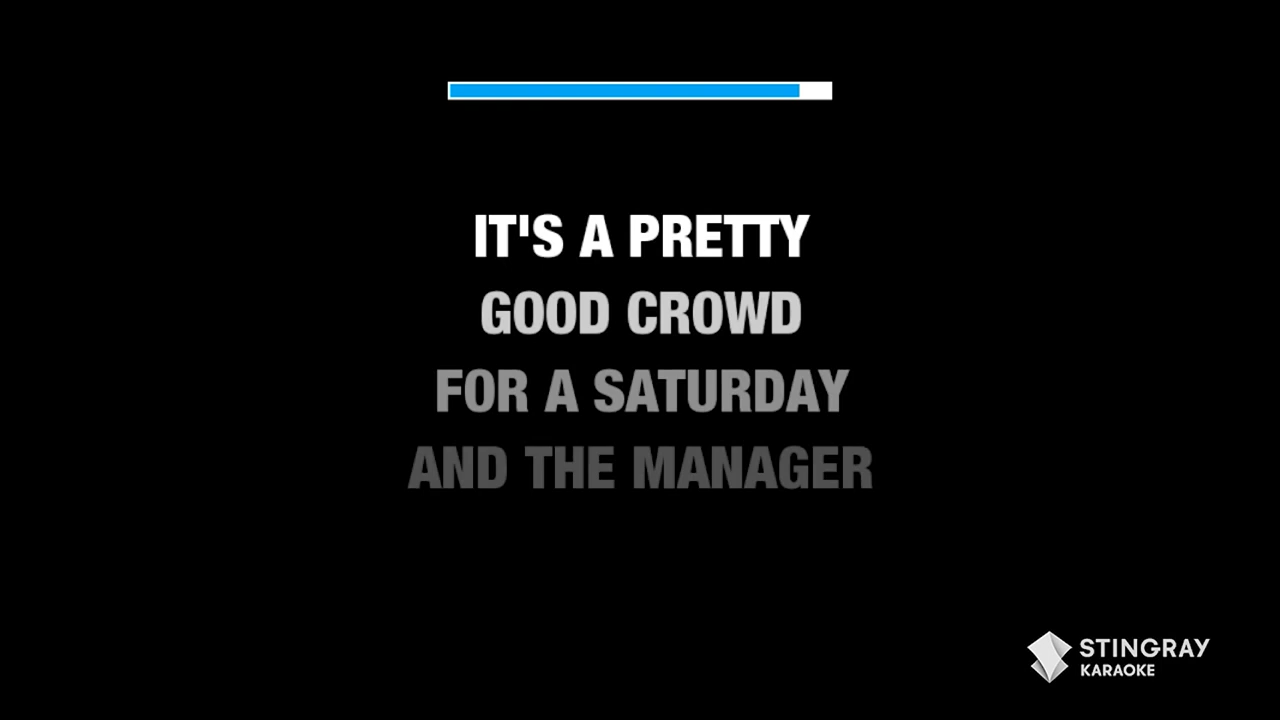 IT'S A PRETTY
GOOD CROWD
FOR A SATURDAY
AND THE MANAGER
STINGRAY
KARAOKE